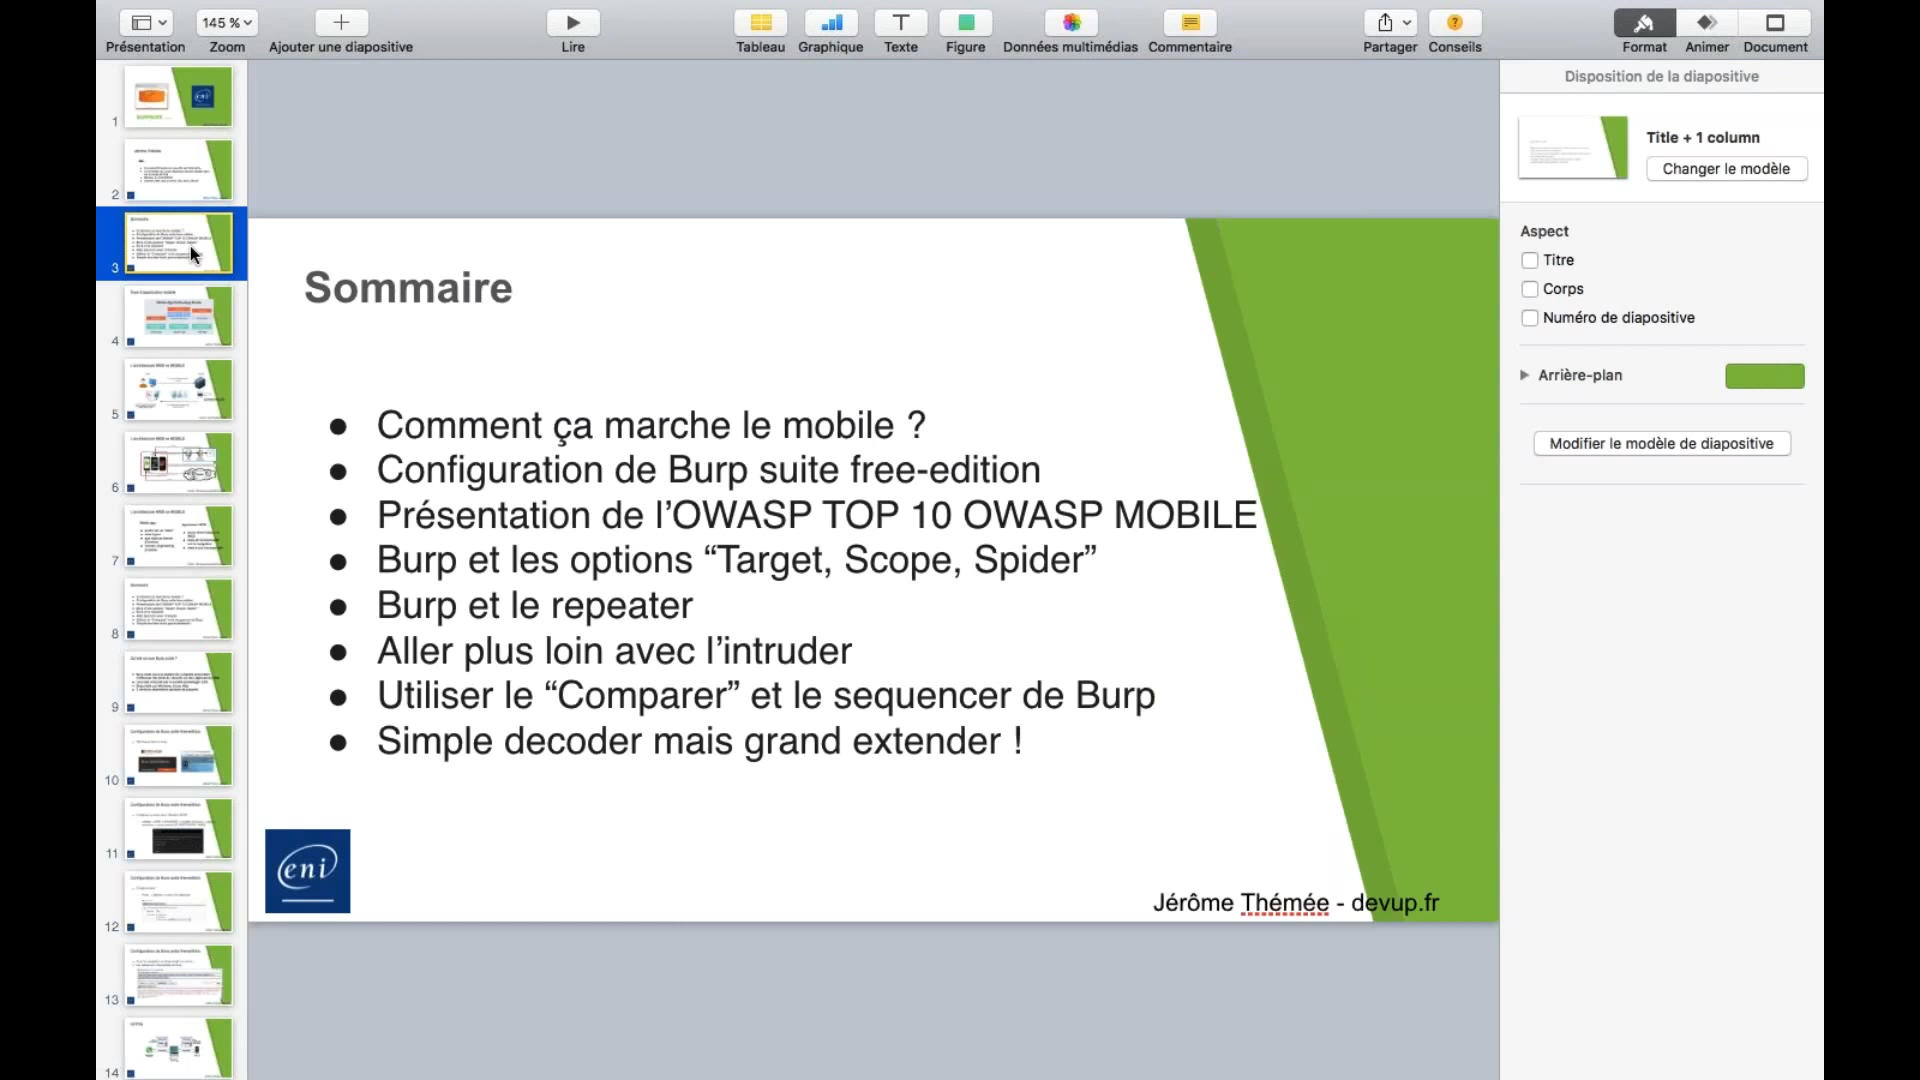 145 %
Présentation Zoom Ajouter une diapositive Lire Tableau Graphique Texte Figure Données multimédias Commentaire Partager Conseils Format Animer Document
Disposition de la diapositive
Title + 1 column
Changer le modèle
Aspect
Titre
Corps
Numéro de diapositive
Arrière-plan
Modifier le modèle de diapositive
1
2
3
4
5
6
7
8
9
10
11
12
13
14
Sommaire
● Comment ça marche le mobile ?
● Configuration de Burp suite free-edition
● Présentation de l’OWASP TOP 10 OWASP MOBILE
● Burp et les options “Target, Scope, Spider”
● Burp et le repeater
● Aller plus loin avec l’intruder
● Utiliser le “Comparer” et le sequencer de Burp
● Simple decoder mais grand extender !
eni
Jérôme Thémée - devup.fr